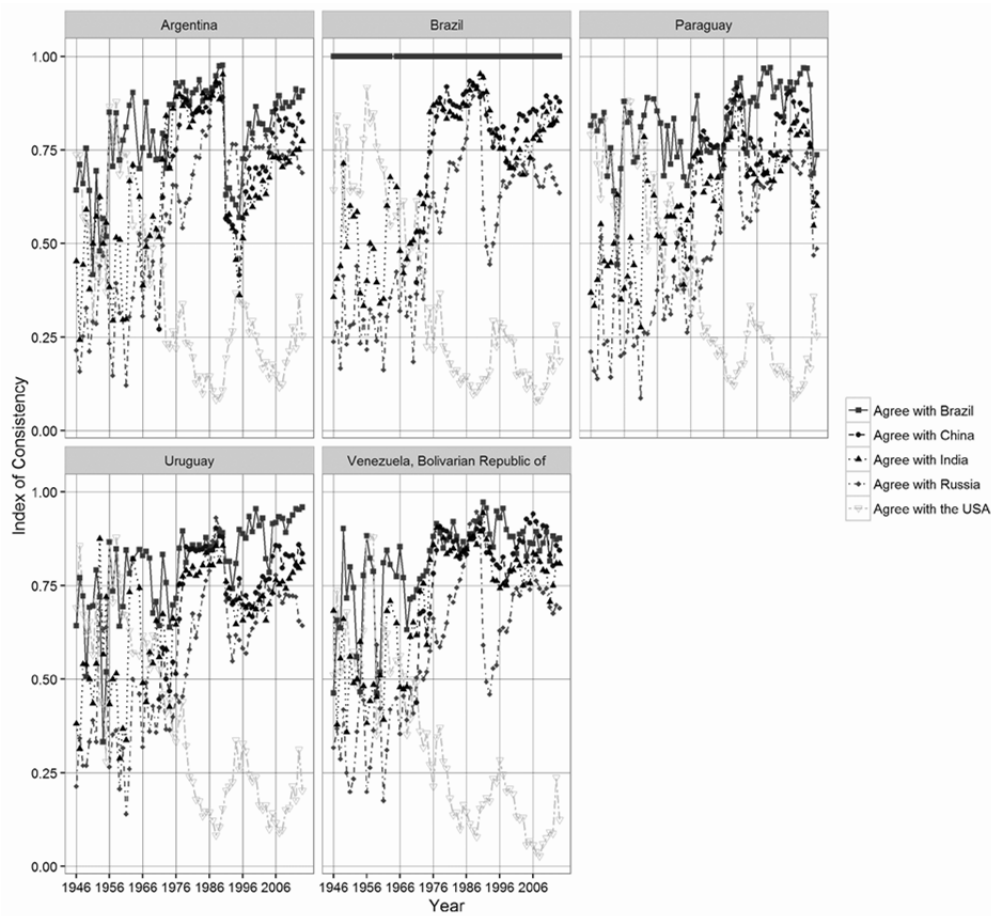 Argentina
Brazil
Paraguay
1.00
0.75
0.50
0.25
0.00
Index of Consistency
Uruguay
Venezuela, Bolivarian Republic of
1.00
0.75
0.50
0.25
0.00
1946 1956 1966 1976 1986 1996 2006
1946 1956 1966 1976 1986 1996 2006
Year
Agree with Brazil
Agree with China
Agree with India
Agree with Russia
Agree with the USA